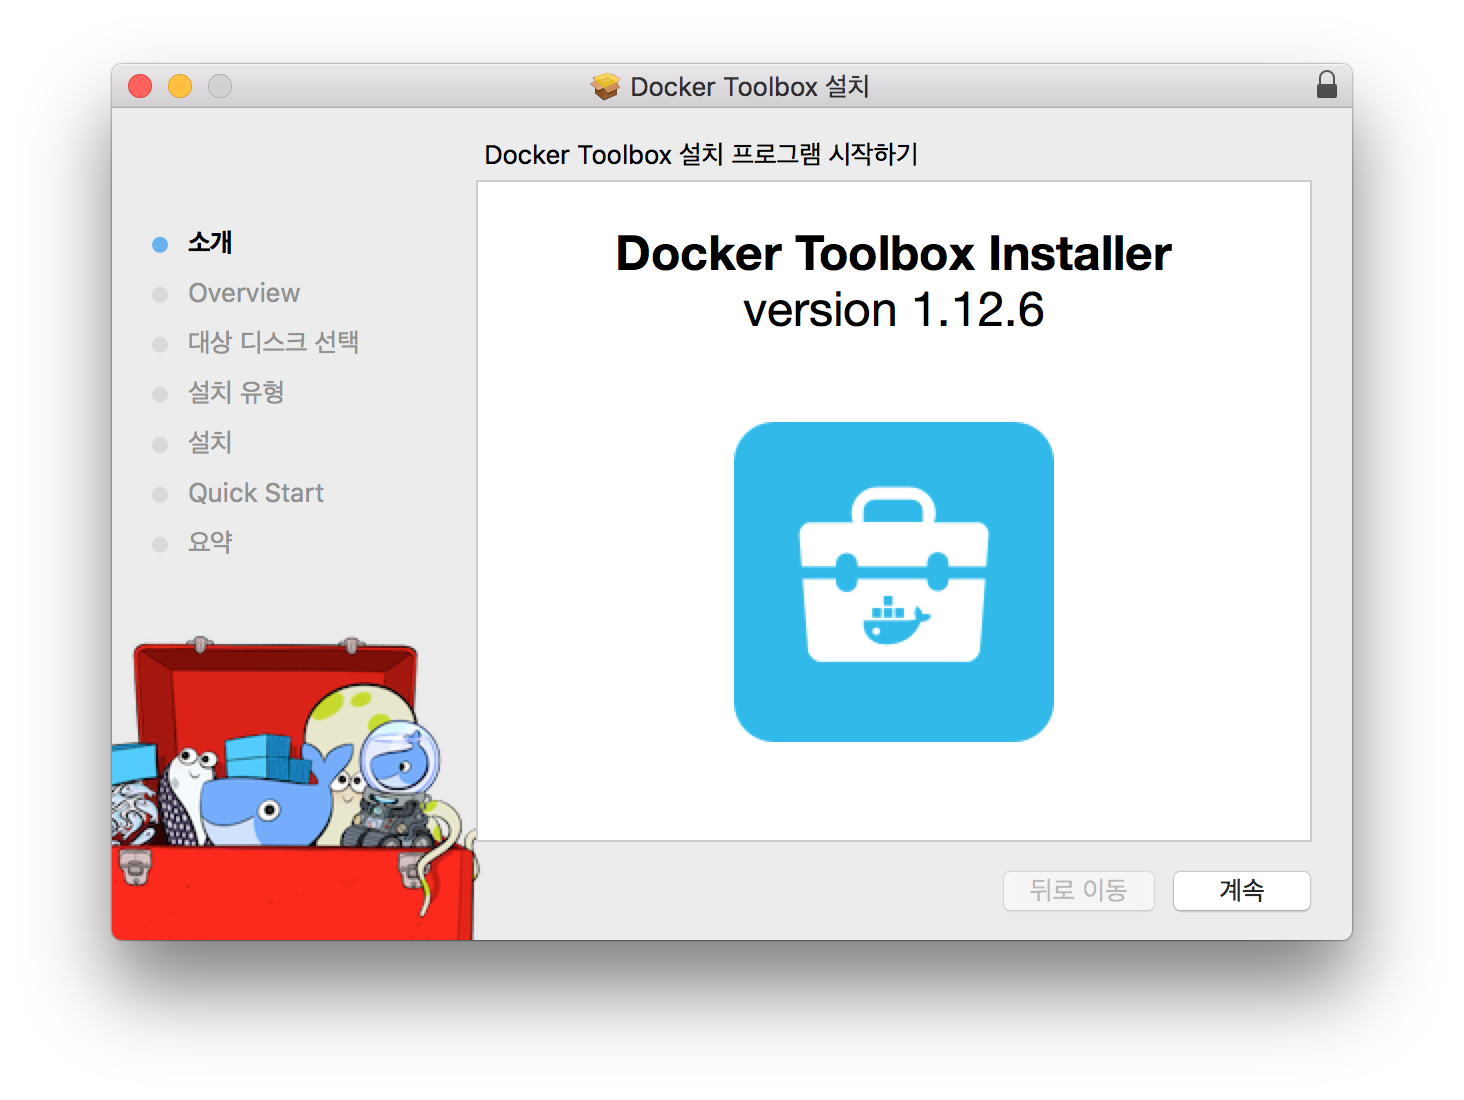 Docker Toolbox 설치
Docker Toolbox 설치 프로그램 시작하기
소개
Overview
대상 디스크 선택
설치 유형
설치
Quick Start
요약
Docker Toolbox Installer
version 1.12.6
뒤로 이동
계속